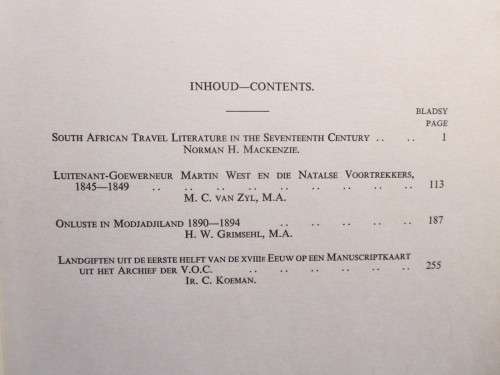 INHOUD—CONTENTS.
BLADSY
PAGE
SOUTH AFRICAN TRAVEL LITERATURE IN THE SEVENTEENTH CENTURY .. .. 1
NORMAN H. MACKENZIE.
LUITENANT-GOEWERNEUR MARTIN WEST EN DIE NATALSE VOORTREKKERS,
1845—1849 .. .. .. .. .. .. .. .. .. 113
M. C. VAN ZYL, M.A.
ONLUSTE IN MODJADJILAND 1890—1894 .. .. .. .. .. 187
H. W. GRIMSEHL, M.A.
LANDGIFTEN UIT DE EERSTE HELFT VAN DE XVIIIE EEUW OP EEN MANUSCRIPTKAART
UIT HET ARCHIEF DER V.O.C. .. .. .. .. .. .. 255
IR. C. KOEMAN.